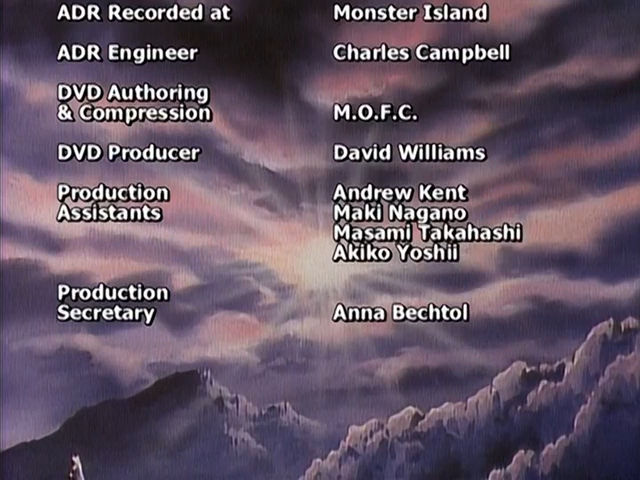 ADR Recorded at Monster Island
ADR Engineer Charles Campbell
DVD Authoring
& Compression M.O.F.C.
DVD Producer David Williams
Production Andrew Kent
Assistants Maki Nagano
Masami Takahashi
Akiko Yoshii
Production
Secretary Anna Bechtol